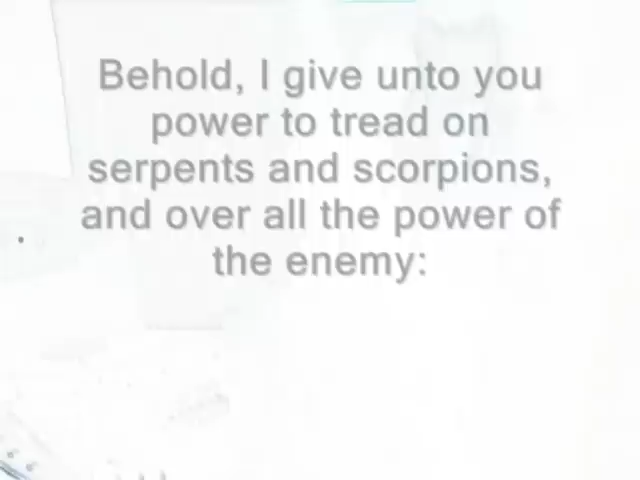 Behold, I give unto you
power to tread on
serpents and scorpions,
and over all the power of
the enemy: